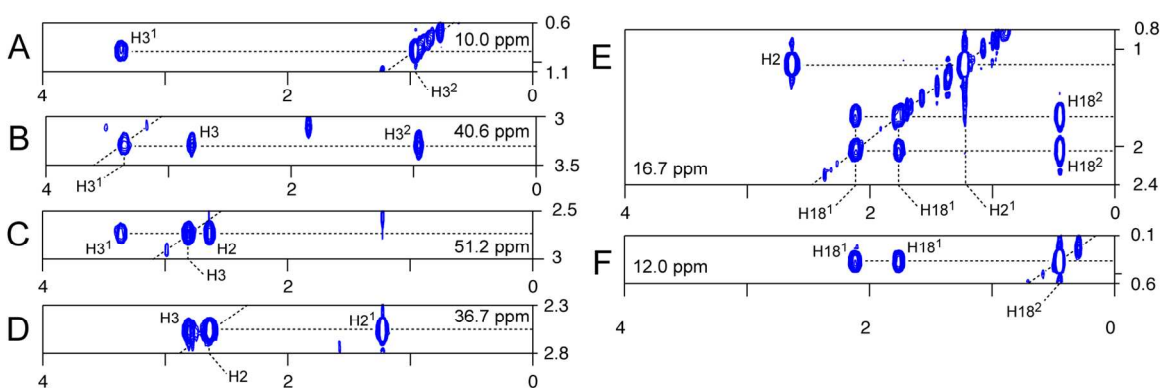 A
H3¹
10.0 ppm
0.6
1.1
4
2
0
H3²
B
H3
H3²
40.6 ppm
3
3.5
4
2
0
H3¹
C
H3¹
H2
51.2 ppm
2.5
3
4
2
0
H3
D
H3
H2¹
36.7 ppm
2.3
2.8
4
2
0
H2
E
H2
0.8
1
H18²
2
H18²
16.7 ppm
2.4
4
2
0
H18¹
H18¹
H2¹
F
H18¹
H18¹
12.0 ppm
0.1
0.6
4
2
0
H18²